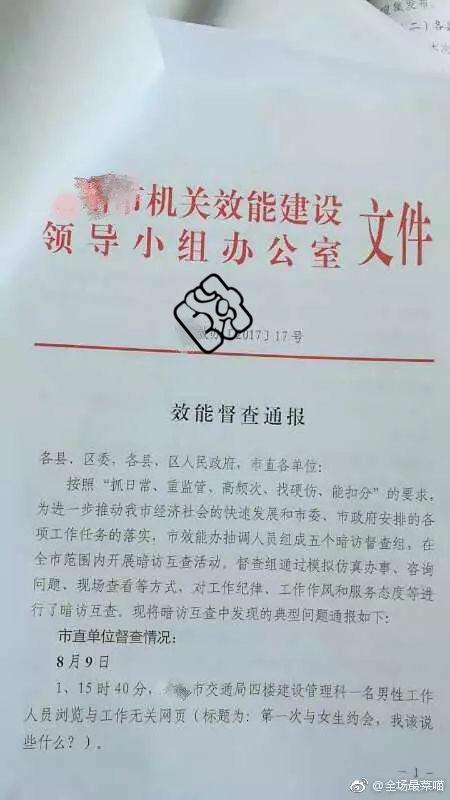 市机关效能建设
领导小组办公室 文件
〔2017〕17号
效能督查通报
各县、区委，各县、区人民政府，市直各单位：
按照“抓日常、重监管、高频次、找硬伤、能扣分”的要求，
为进一步推动我市经济社会的快速发展和市委、市政府安排的各
项工作任务的落实，市效能办抽调人员组成五个暗访督查组，在
全市范围内开展暗访互查活动。督查组通过模拟仿真办事、咨询
问题、现场查看等方式，对工作纪律、工作作风和服务态度等进
行了暗访互查。现将暗访互查中发现的典型问题通报如下：
市直单位督查情况：
8月9日
1、15时40分，市交通局四楼建设管理科一名男性工作
人员浏览与工作无关网页（标题为：第一次与女生约会，我该说
些什么？）。
- 1 -
@全场最菜喵